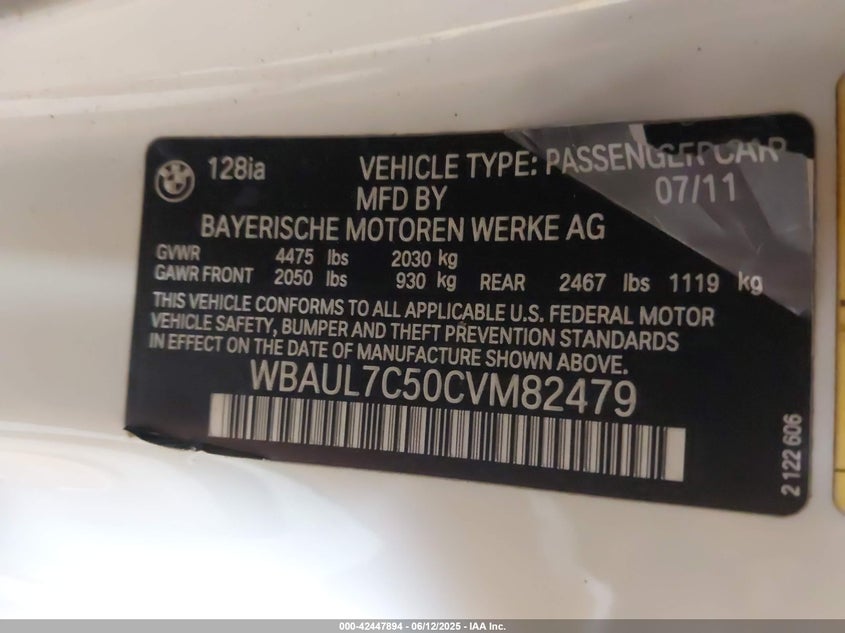 128ia VEHICLE TYPE: PASSENGER CAR
MFD BY 07/11
BAYERISCHE MOTOREN WERKE AG
GVWR 4475 lbs 2030 kg
GAWR FRONT 2050 lbs 930 kg REAR 2467 lbs 1119 kg
THIS VEHICLE CONFORMS TO ALL APPLICABLE U.S. FEDERAL MOTOR
VEHICLE SAFETY, BUMPER AND THEFT PREVENTION STANDARDS
IN EFFECT ON THE DATE OF MANUFACTURE SHOWN ABOVE.
WBAUL7C50CVM82479
2 122 606
000-42447894 - 06/12/2025 - IAA Inc.